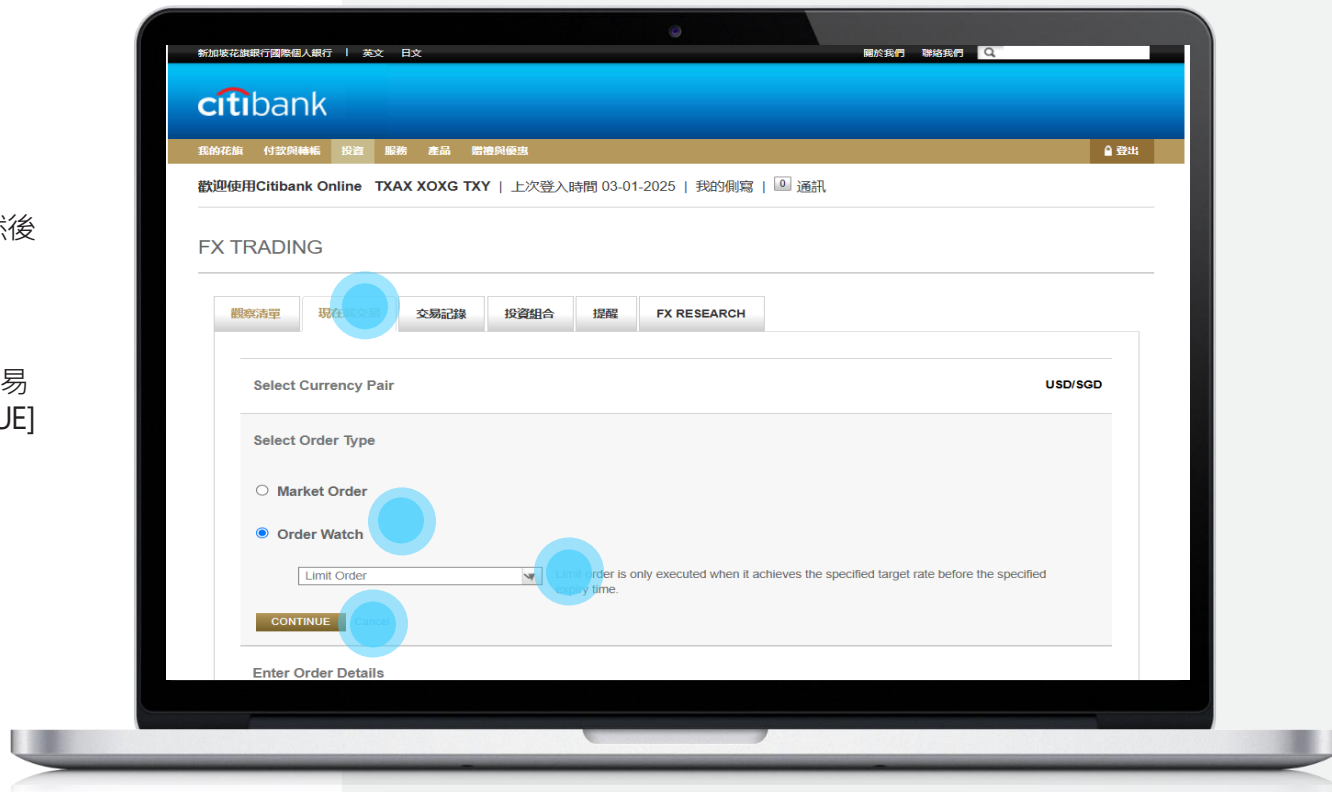 新加坡花旗銀行國際個人銀行 | 英文 日文 關於我們 聯絡我們
citibank
我的花旗 付款與轉帳 投資 服務 產品 贈禮與優惠 登出
歡迎使用Citibank Online TXAX XOXG TXY | 上次登入時間 03-01-2025 | 我的側寫 | 0 通訊
然後
FX TRADING
觀察清單 現在 交易記錄 投資組合 提醒 FX RESEARCH
易
Select Currency Pair USD/SGD
UE]
Select Order Type
Market Order
Order Watch
Limit Order Limit order is only executed when it achieves the specified target rate before the specified
expiry time.
CONTINUE Cancel
Enter Order Details